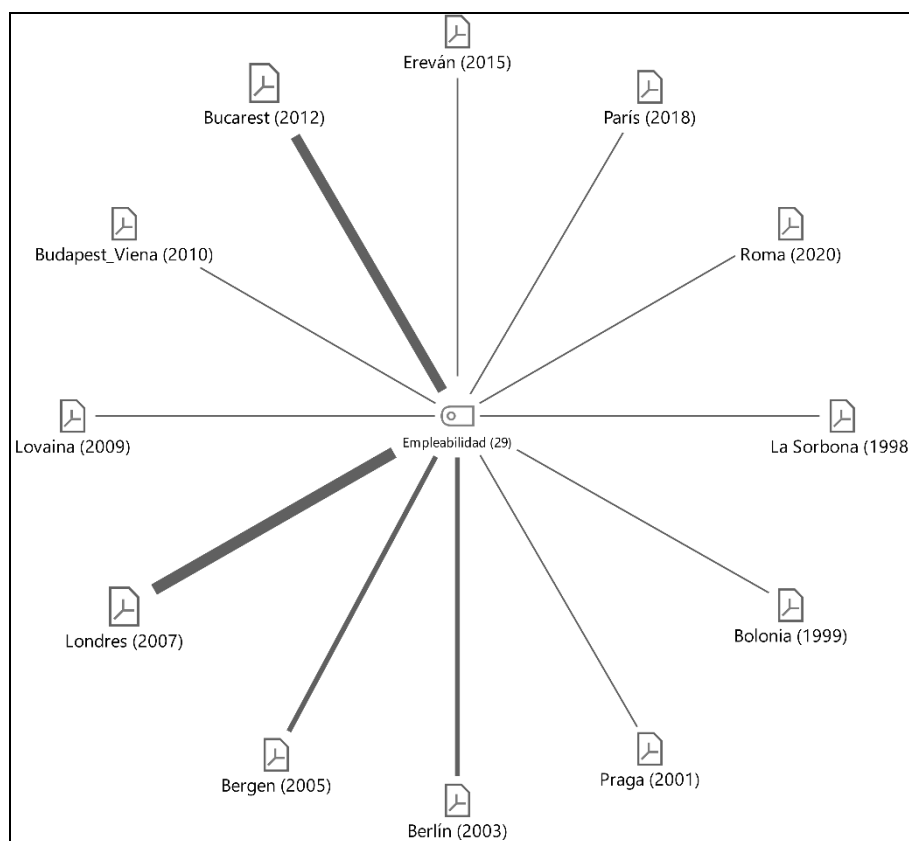 Ereván (2015)
Bucarest (2012)
París (2018)
Budapest_Viena (2010)
Roma (2020)
Lovaina (2009)
Empleabilidad (29)
La Sorbona (1998)
Londres (2007)
Bolonia (1999)
Bergen (2005)
Praga (2001)
Berlín (2003)